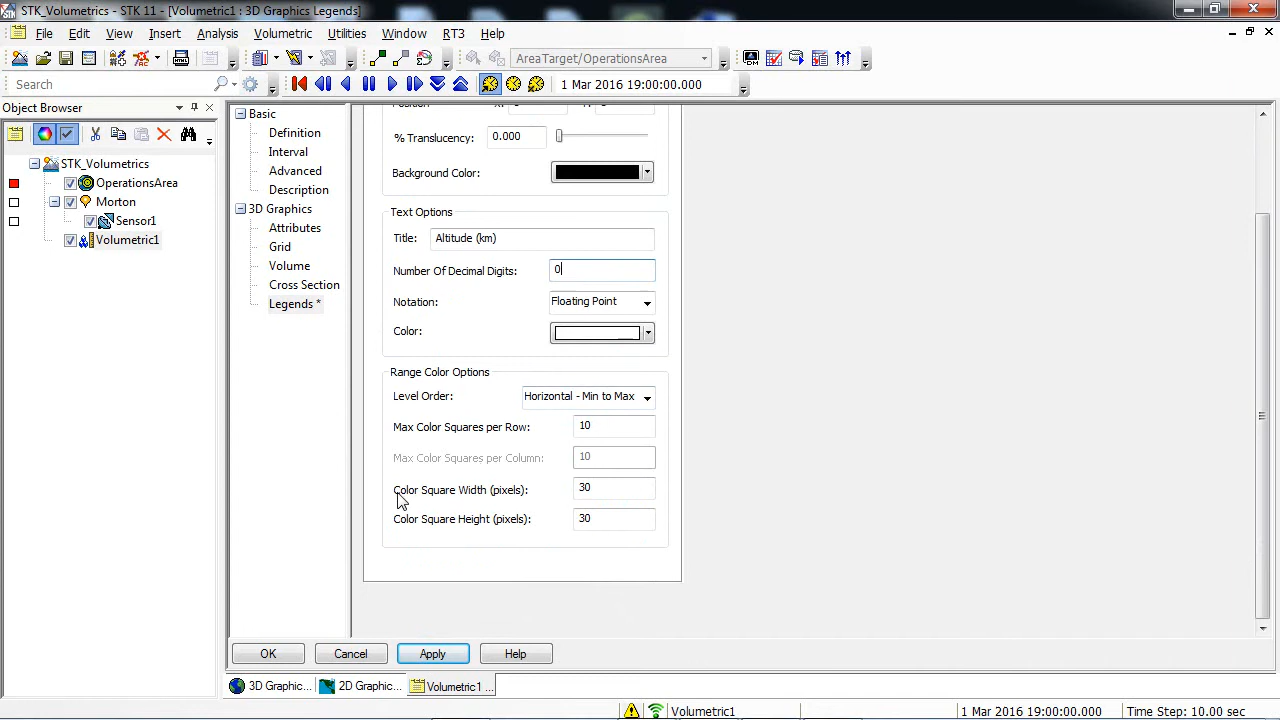 STK_Volumetrics - STK 11 - [Volumetric1 : 3D Graphics Legends]
File Edit View Insert Analysis Volumetric Utilities Window RT3 Help
AreaTarget/OperationsArea
Search
1 Mar 2016 19:00:00.000
Object Browser
STK_Volumetrics
OperationsArea
Morton
Sensor1
Volumetric1
Basic
Definition
Interval
Advanced
Description
3D Graphics
Attributes
Grid
Volume
Cross Section
Legends *
% Translucency: 0.000
Background Color:
Text Options
Title: Altitude (km)
Number Of Decimal Digits: 0
Notation: Floating Point
Color:
Range Color Options
Level Order: Horizontal - Min to Max
Max Color Squares per Row: 10
Max Color Squares per Column: 10
Color Square Width (pixels): 30
Color Square Height (pixels): 30
OK Cancel Apply Help
3D Graphic... 2D Graphic... Volumetric1 ...
Volumetric1 1 Mar 2016 19:00:00.000 Time Step: 10.00 sec